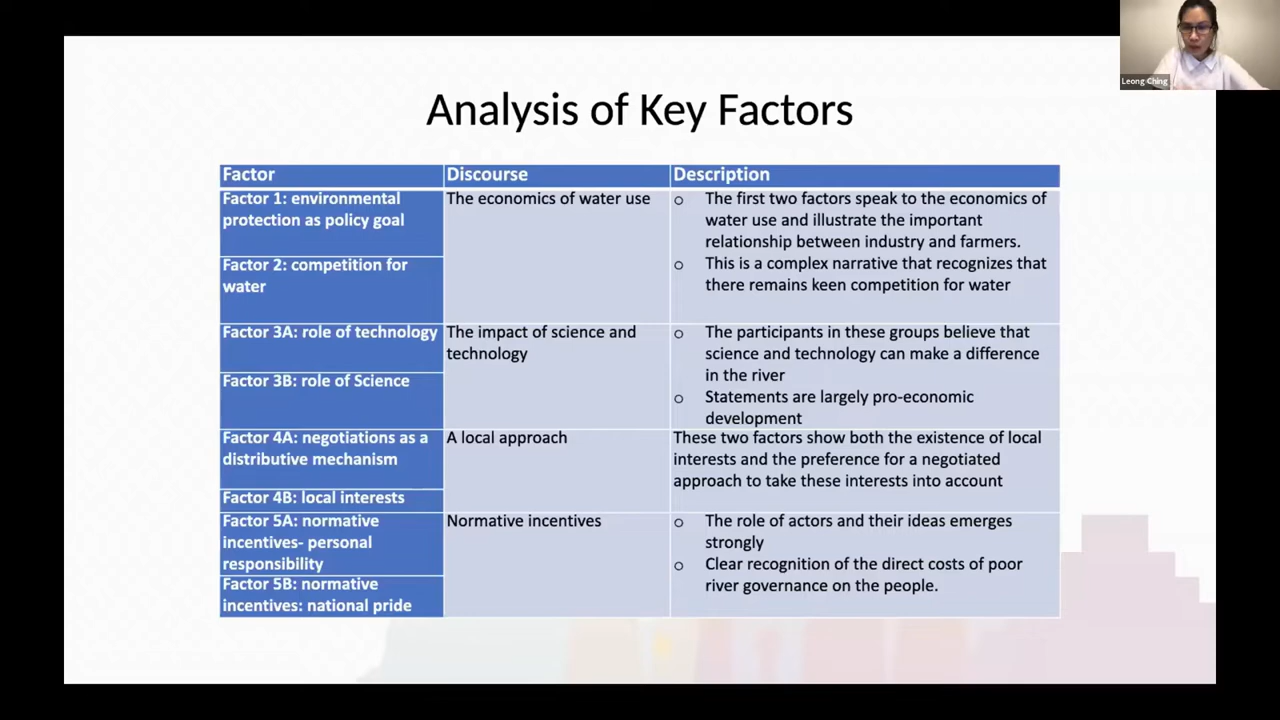 Leong Ching
Analysis of Key Factors
Factor
Discourse
Description
Factor 1: environmental
protection as policy goal
Factor 2: competition for
water
The economics of water use
o The first two factors speak to the economics of
water use and illustrate the important
relationship between industry and farmers.
o This is a complex narrative that recognizes that
there remains keen competition for water
Factor 3A: role of technology
Factor 3B: role of Science
The impact of science and
technology
o The participants in these groups believe that
science and technology can make a difference
in the river
o Statements are largely pro-economic
development
Factor 4A: negotiations as a
distributive mechanism
Factor 4B: local interests
A local approach
These two factors show both the existence of local
interests and the preference for a negotiated
approach to take these interests into account
Factor 5A: normative
incentives- personal
responsibility
Factor 5B: normative
incentives: national pride
Normative incentives
o The role of actors and their ideas emerges
strongly
o Clear recognition of the direct costs of poor
river governance on the people.